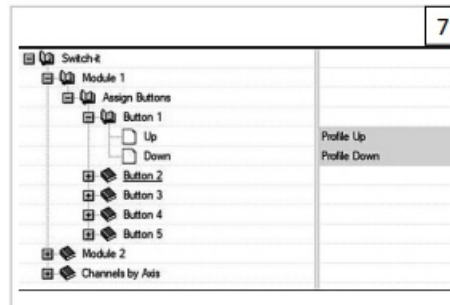 7
Switch-it
Module 1
Assign Buttons
Button 1
Up Profile Up
Down Profile Down
Button 2
Button 3
Button 4
Button 5
Module 2
Channels by Axis